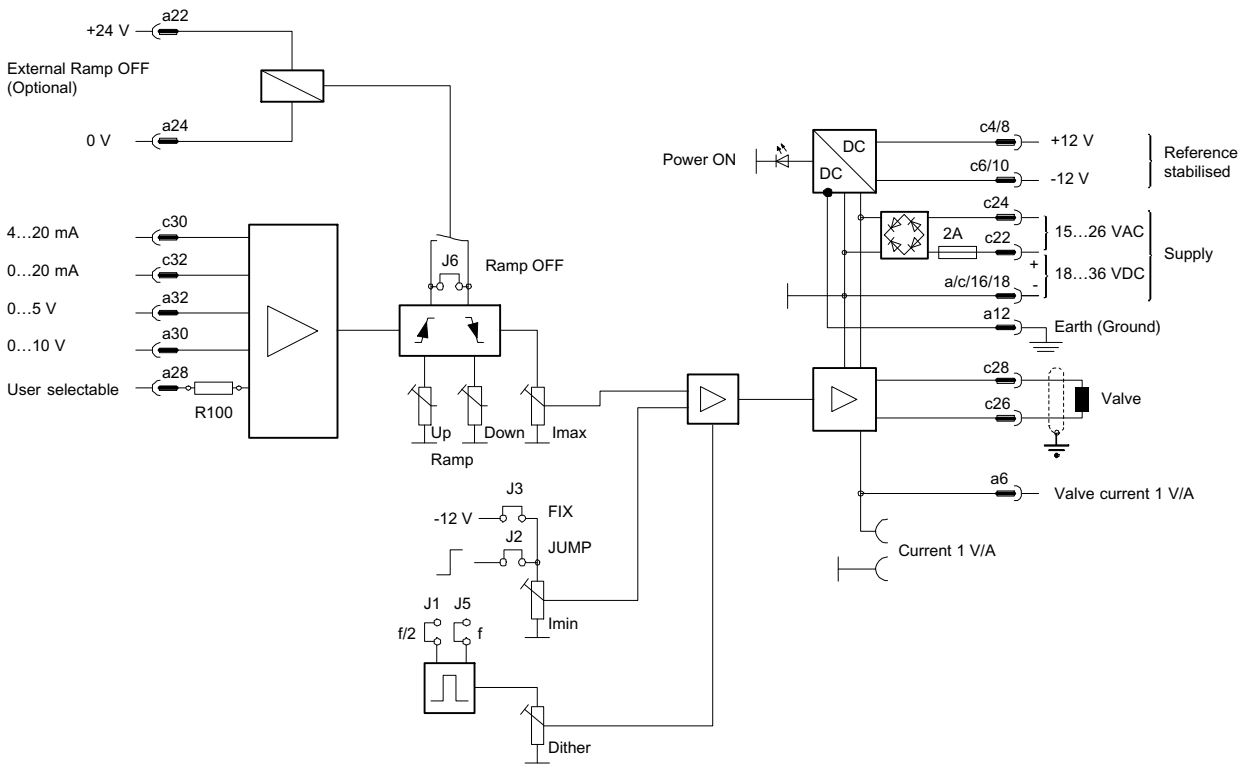 a22
+24 V
External Ramp OFF
(Optional)
a24
0 V
c30
4...20 mA
c32
0...20 mA
a32
0...5 V
a30
0...10 V
a28
User selectable
R100
J6
Ramp OFF
Up
Down
Imax
Ramp
J3
-12 V
FIX
J2
JUMP
Imin
J1
J5
f/2
f
Dither
Power ON
DC
DC
c4/8
+12 V
c6/10
-12 V
Reference
stabilised
c24
2A
c22
15...26 VAC
+
18...36 VDC
-
Supply
a/c/16/18
a12
Earth (Ground)
c28
c26
Valve
a6
Valve current 1 V/A
Current 1 V/A